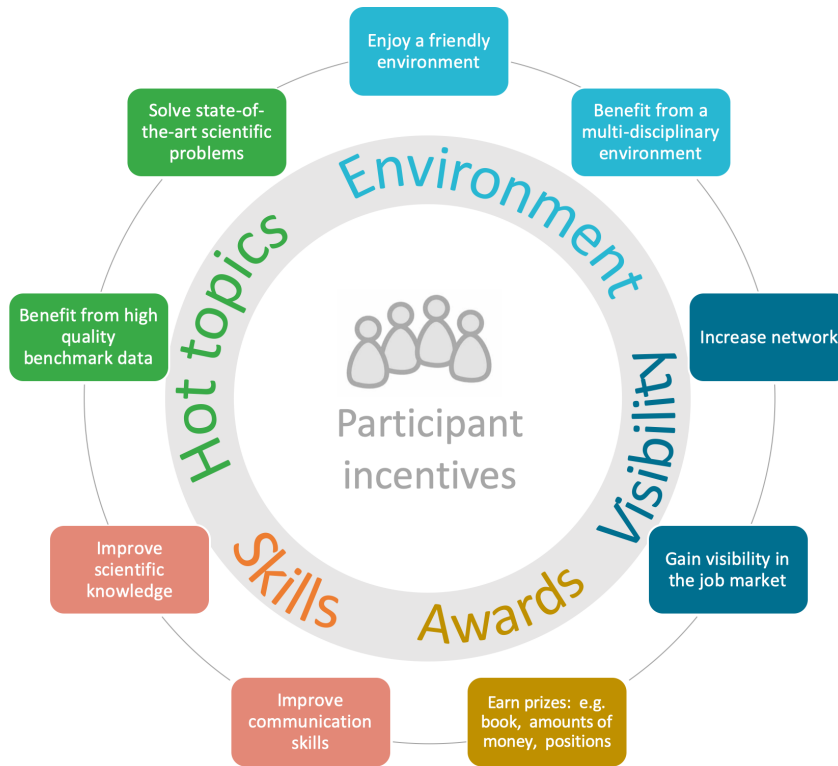 Enjoy a friendly
environment
Benefit from a
multi-disciplinary
environment
Increase network
Gain visibility in
the job market
Earn prizes: e.g.
book, amounts of
money, positions
Improve
communication
skills
Improve
scientific
knowledge
Benefit from high
quality
benchmark data
Solve state-of-
the-art scientific
problems
Environment
Visibility
Awards
Skills
Hot topics
Participant
incentives